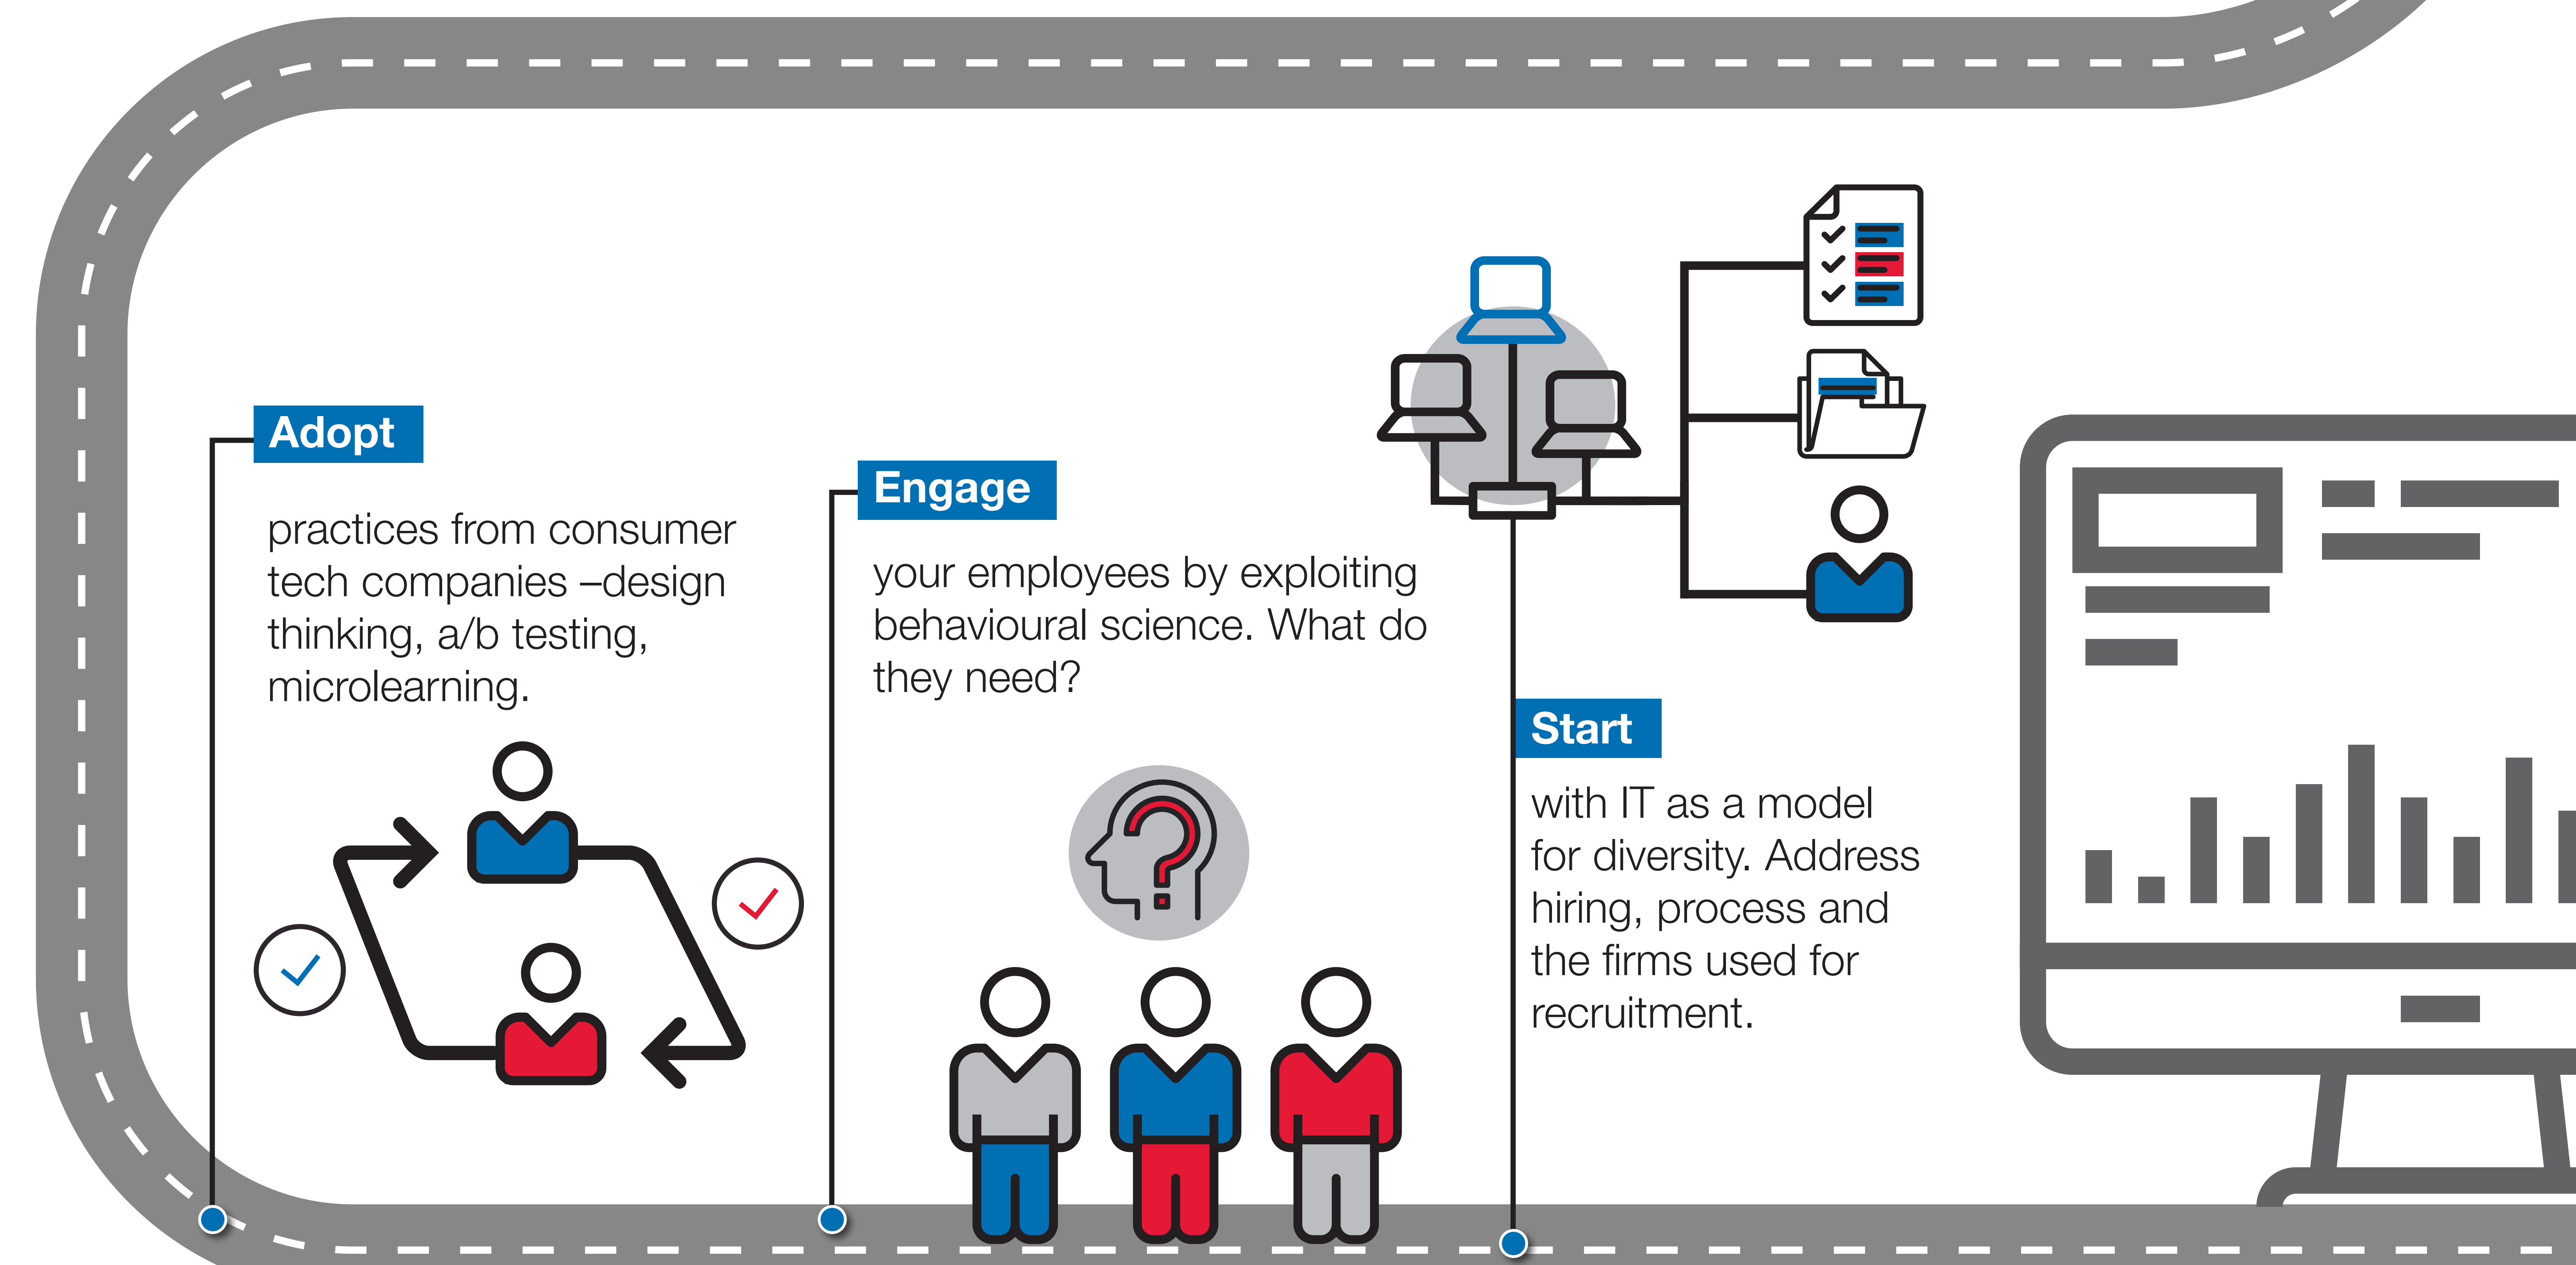 Adopt
practices from consumer
tech companies –design
thinking, a/b testing,
microlearning.
Engage
your employees by exploiting
behavioural science. What do
they need?
Start
with IT as a model
for diversity. Address
hiring, process and
the firms used for
recruitment.